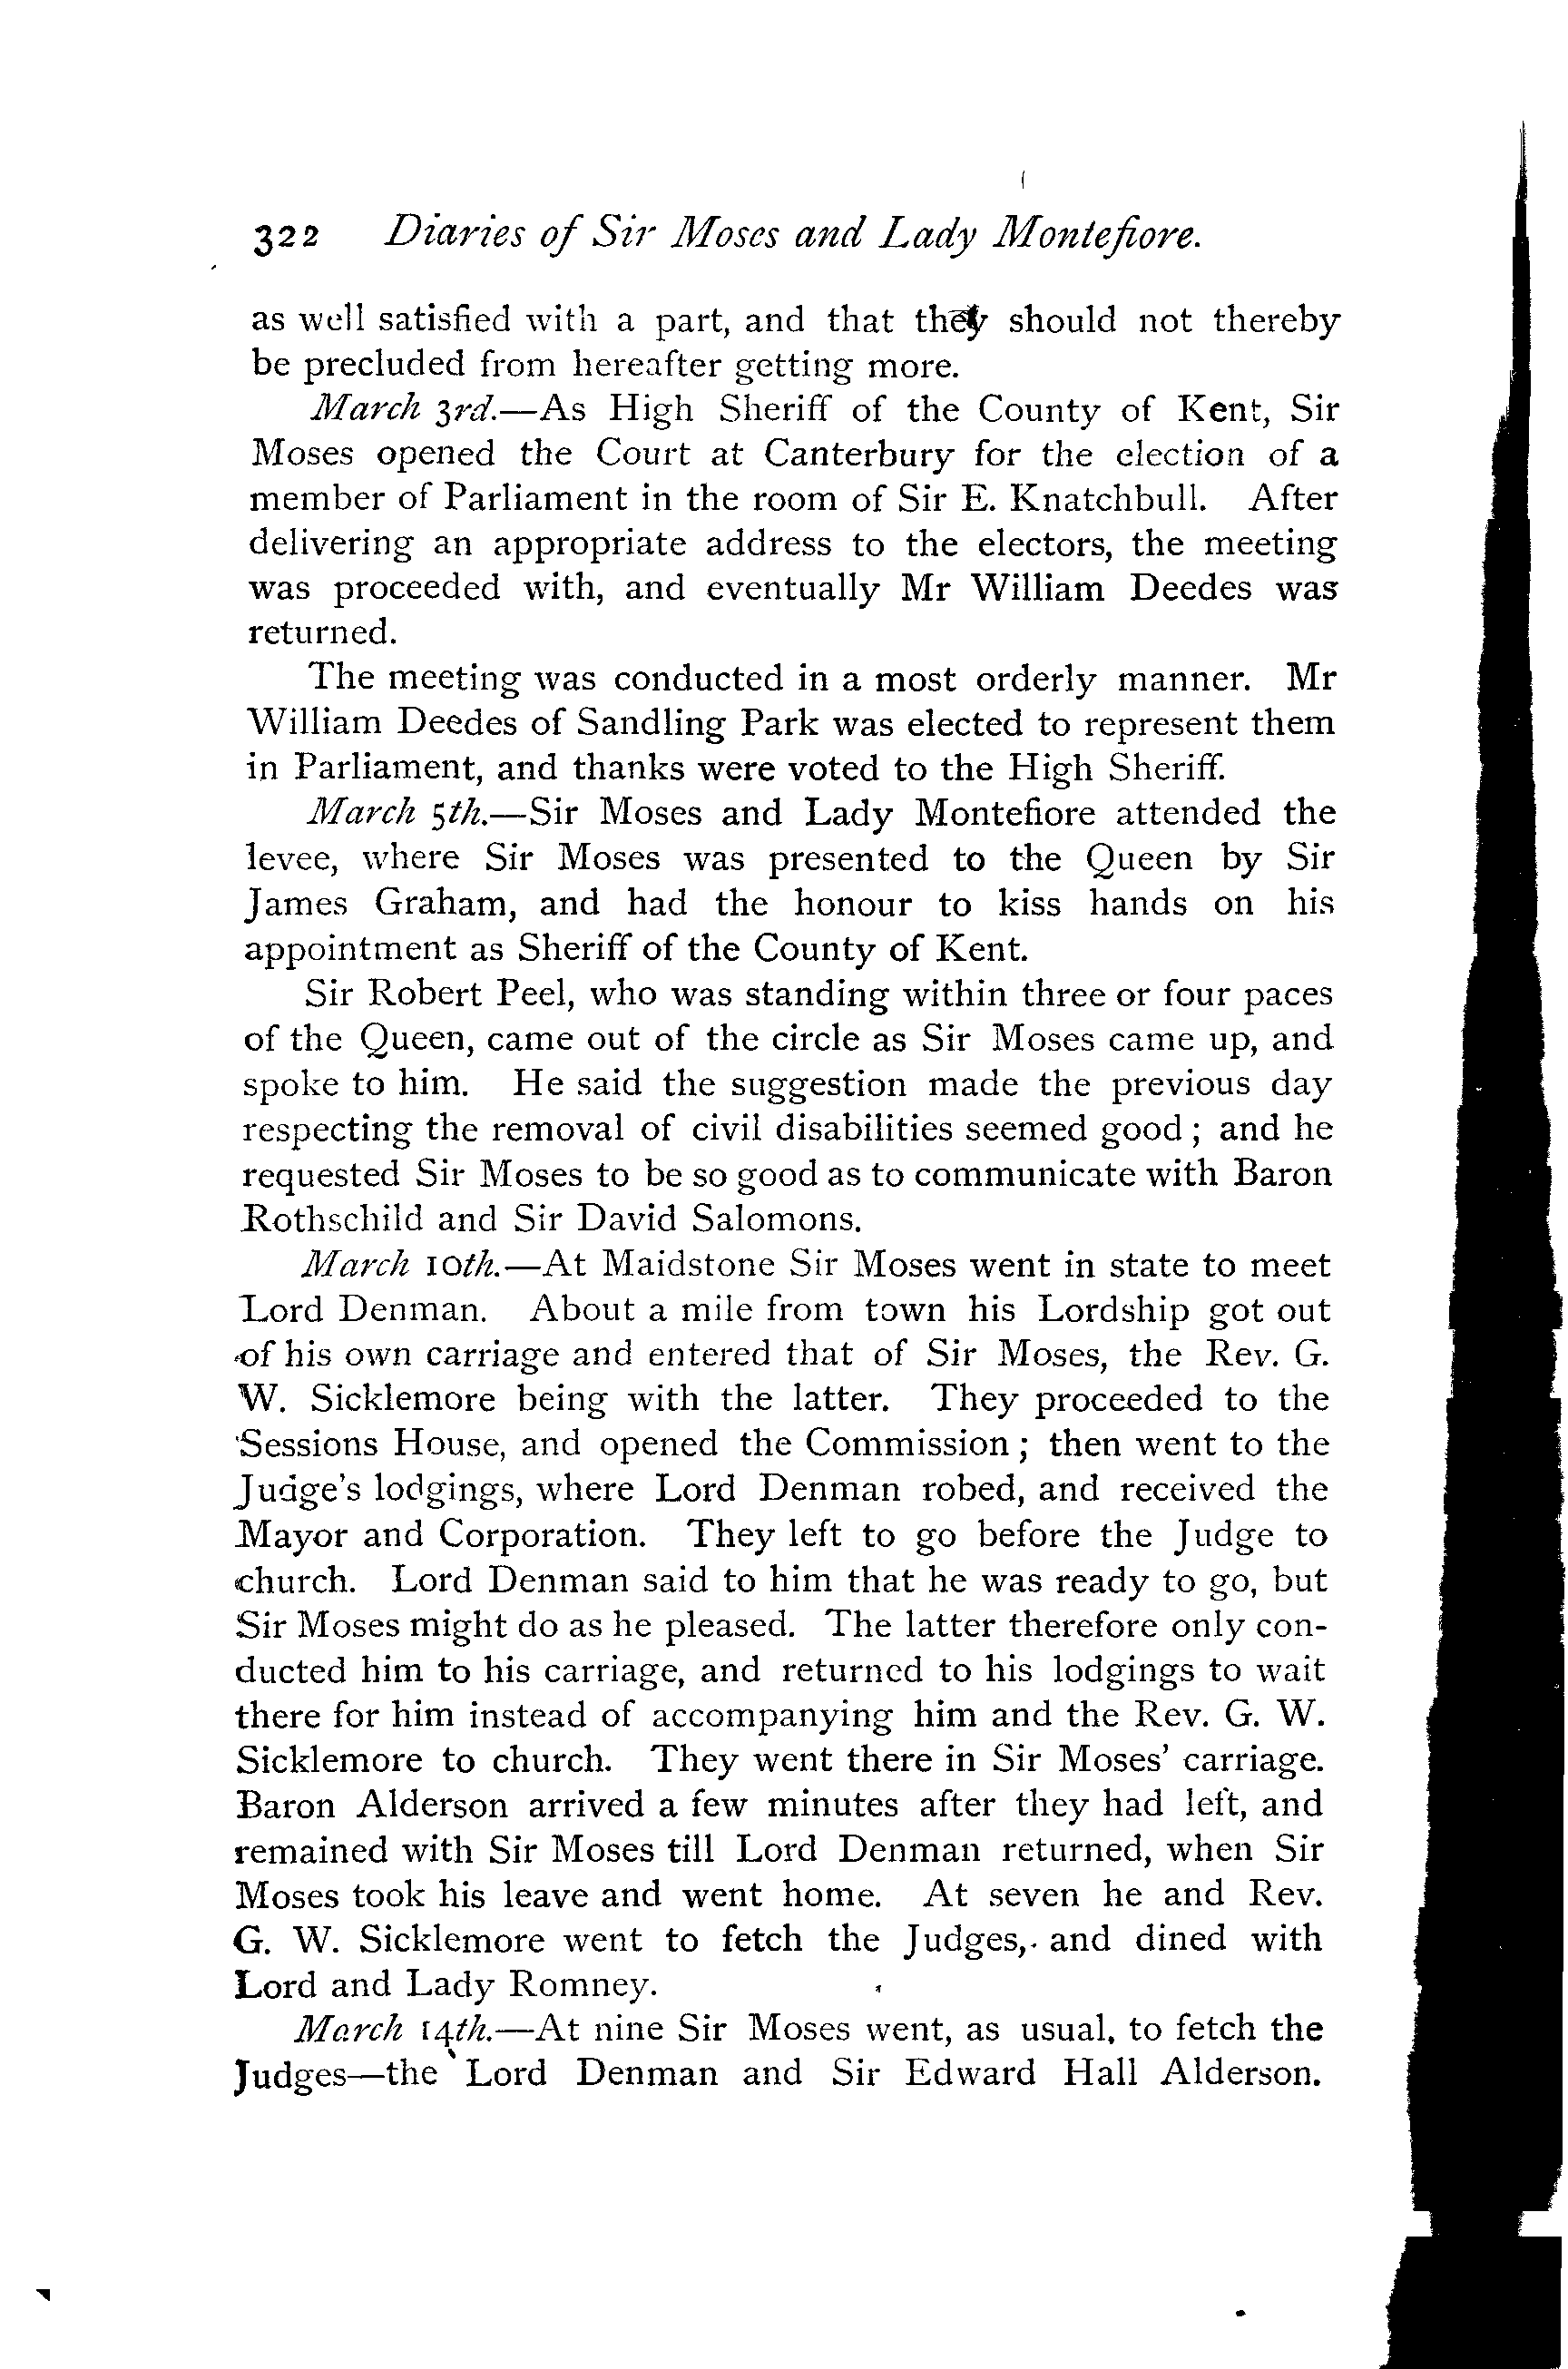 322 Diaries of Sir Moses and Lady Montefiore.
as well satisfied with a part, and that they should not thereby
be precluded from hereafter getting more.
March 3rd.—As High Sheriff of the County of Kent, Sir
Moses opened the Court at Canterbury for the election of a
member of Parliament in the room of Sir E. Knatchbull. After
delivering an appropriate address to the electors, the meeting
was proceeded with, and eventually Mr William Deedes was
returned.
The meeting was conducted in a most orderly manner. Mr
William Deedes of Sandling Park was elected to represent them
in Parliament, and thanks were voted to the High Sheriff.
March 5th.—Sir Moses and Lady Montefiore attended the
levee, where Sir Moses was presented to the Queen by Sir
James Graham, and had the honour to kiss hands on his
appointment as Sheriff of the County of Kent.
Sir Robert Peel, who was standing within three or four paces
of the Queen, came out of the circle as Sir Moses came up, and
spoke to him. He said the suggestion made the previous day
respecting the removal of civil disabilities seemed good; and he
requested Sir Moses to be so good as to communicate with Baron
Rothschild and Sir David Salomons.
March 10th.—At Maidstone Sir Moses went in state to meet
Lord Denman. About a mile from town his Lordship got out
of his own carriage and entered that of Sir Moses, the Rev. G.
W. Sicklemore being with the latter. They proceeded to the
Sessions House, and opened the Commission; then went to the
Judge's lodgings, where Lord Denman robed, and received the
Mayor and Corporation. They left to go before the Judge to
church. Lord Denman said to him that he was ready to go, but
Sir Moses might do as he pleased. The latter therefore only con-
ducted him to his carriage, and returned to his lodgings to wait
there for him instead of accompanying him and the Rev. G. W.
Sicklemore to church. They went there in Sir Moses' carriage.
Baron Alderson arrived a few minutes after they had left, and
remained with Sir Moses till Lord Denman returned, when Sir
Moses took his leave and went home. At seven he and Rev.
G. W. Sicklemore went to fetch the Judges, and dined with
Lord and Lady Romney.
March 14th.—At nine Sir Moses went, as usual, to fetch the
Judges—the Lord Denman and Sir Edward Hall Alderson.